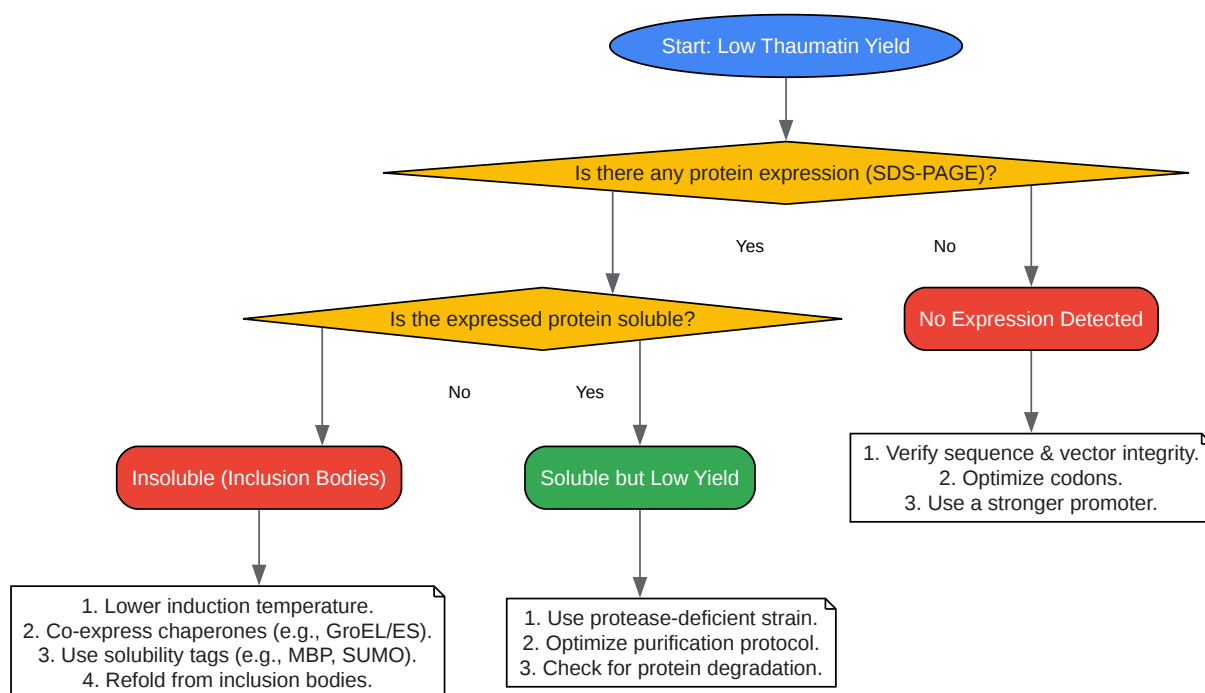 Start: Low Thaumatin Yield
Is there any protein expression (SDS-PAGE)?
Yes
No
Is the expressed protein soluble?
No Expression Detected
No
Yes
1. Verify sequence & vector integrity.
2. Optimize codons.
3. Use a stronger promoter.
Insoluble (Inclusion Bodies)
Soluble but Low Yield
1. Lower induction temperature.
2. Co-express chaperones (e.g., GroEL/ES).
3. Use solubility tags (e.g., MBP, SUMO).
4. Refold from inclusion bodies.
1. Use protease-deficient strain.
2. Optimize purification protocol.
3. Check for protein degradation.